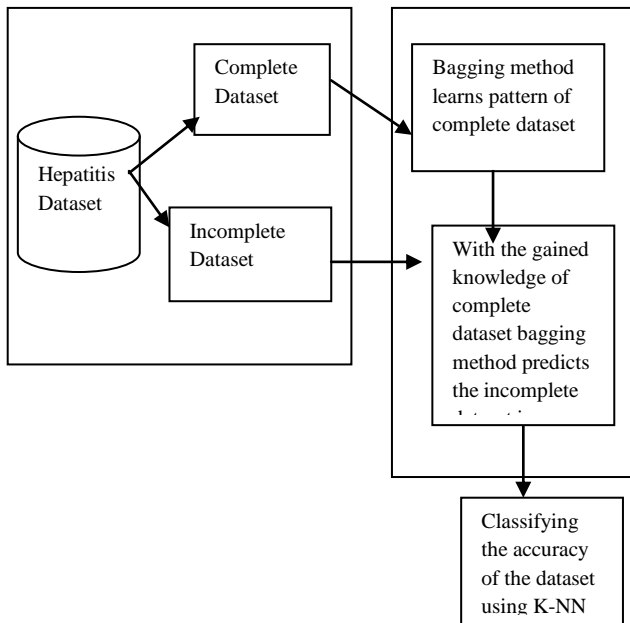 Complete
Dataset
Hepatitis
Dataset
Incomplete
Dataset
Bagging method
learns pattern of
complete dataset
With the gained
knowledge of
complete
dataset bagging
method predicts
the incomplete
Classifying
the accuracy
of the dataset
using K-NN